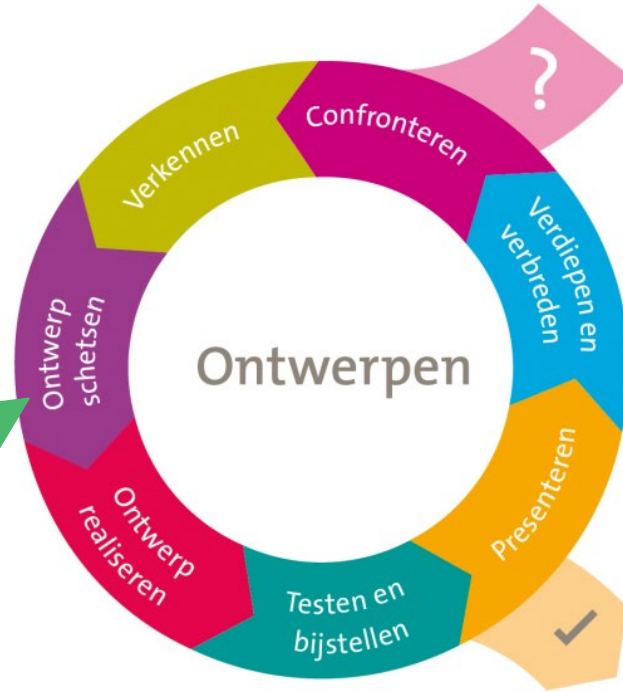 ?
Confronteren
Verkennen
Ontwerp
schetsen
Ontwerp
realiseren
Testen en
bijstellen
Presenteren
Verdiepen en
verbreden
Ontwerpen